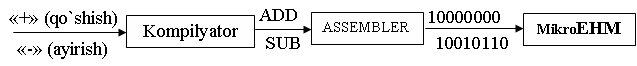 «+» (qo`shish)
«-» (ayirish)
Kompilyator
ADD
SUB
ASSEMBLER
10000000
10010110
MikroEHM